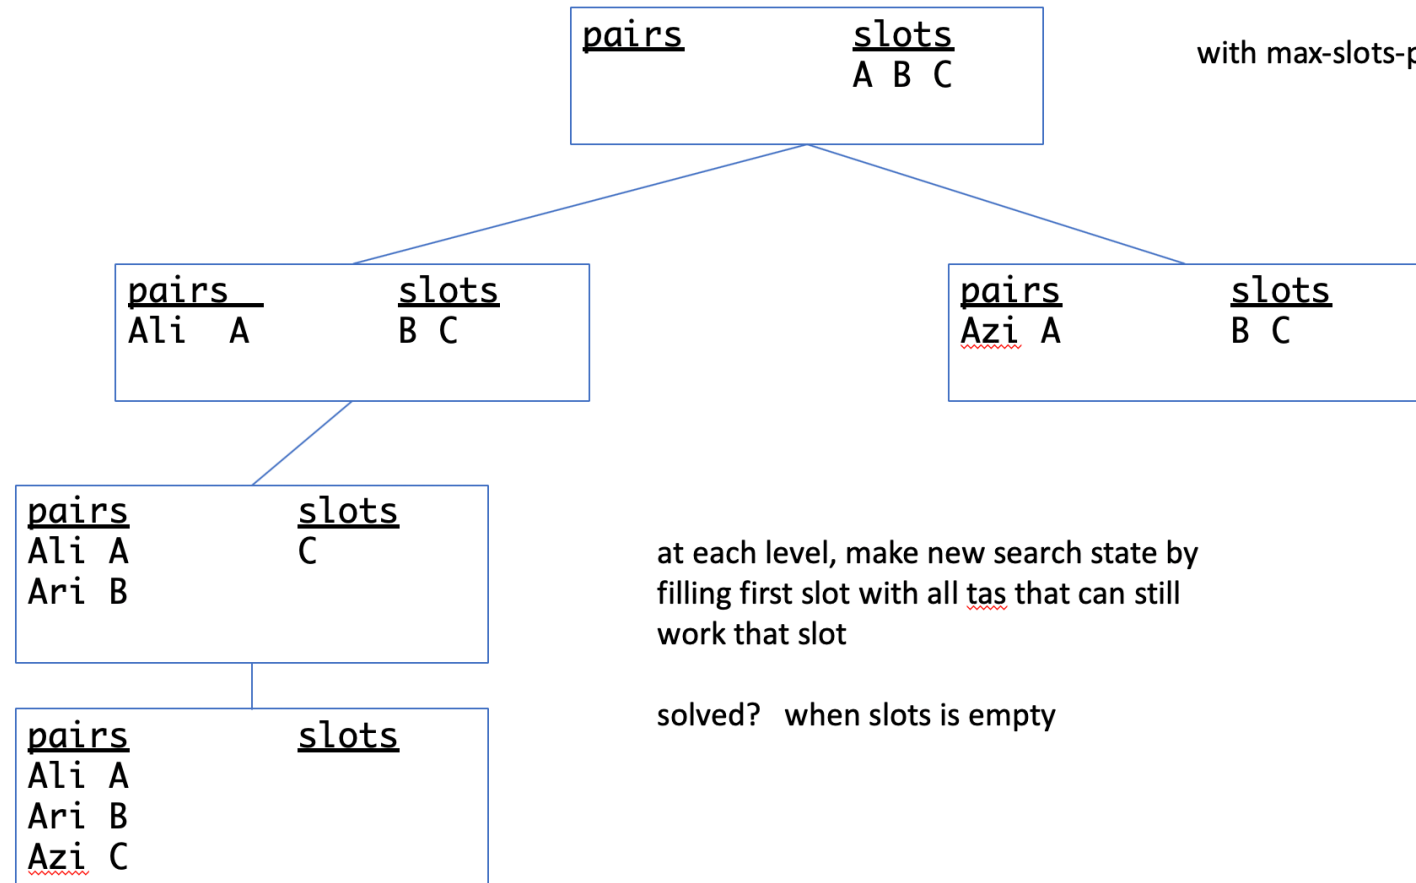 pairs slots
A B C
with max-slots-p
pairs slots
Ali A B C
pairs slots
Azi A B C
pairs slots
Ali A C
Ari B
at each level, make new search state by
filling first slot with all tas that can still
work that slot
solved? when slots is empty
pairs slots
Ali A
Ari B
Azi C